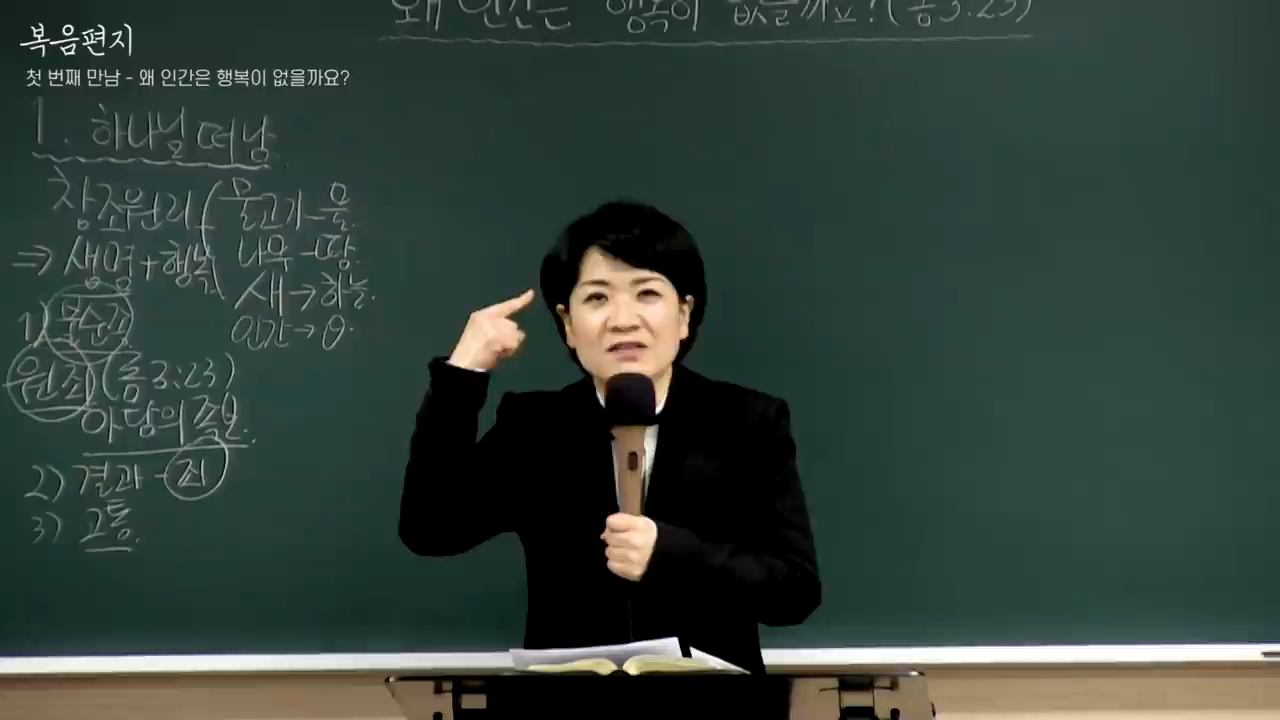 왜 인간은 행복이 없을까요?(롬3:23)
복음편지
첫 번째 만남 - 왜 인간은 행복이 없을까요?
1. 하나님 떠남
창조원리 ( 물고기-물.
⇒ 생명+행복 나무-땅.
새→하늘.
인간→θ.
1) 불순종
원죄 (롬3:23)
아담의 족보.
2) 결과 - 죄
3) 고통.